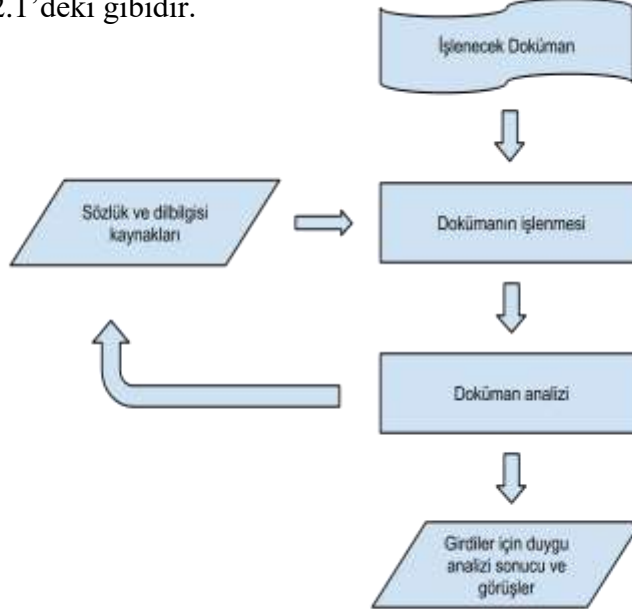 2.1’deki gibidir.
İşlenecek Doküman
Sözlük ve dilbilgisi
kaynakları
Dokümanın işlenmesi
Doküman analizi
Girdiler için duygu
analizi sonucu ve
görüşler